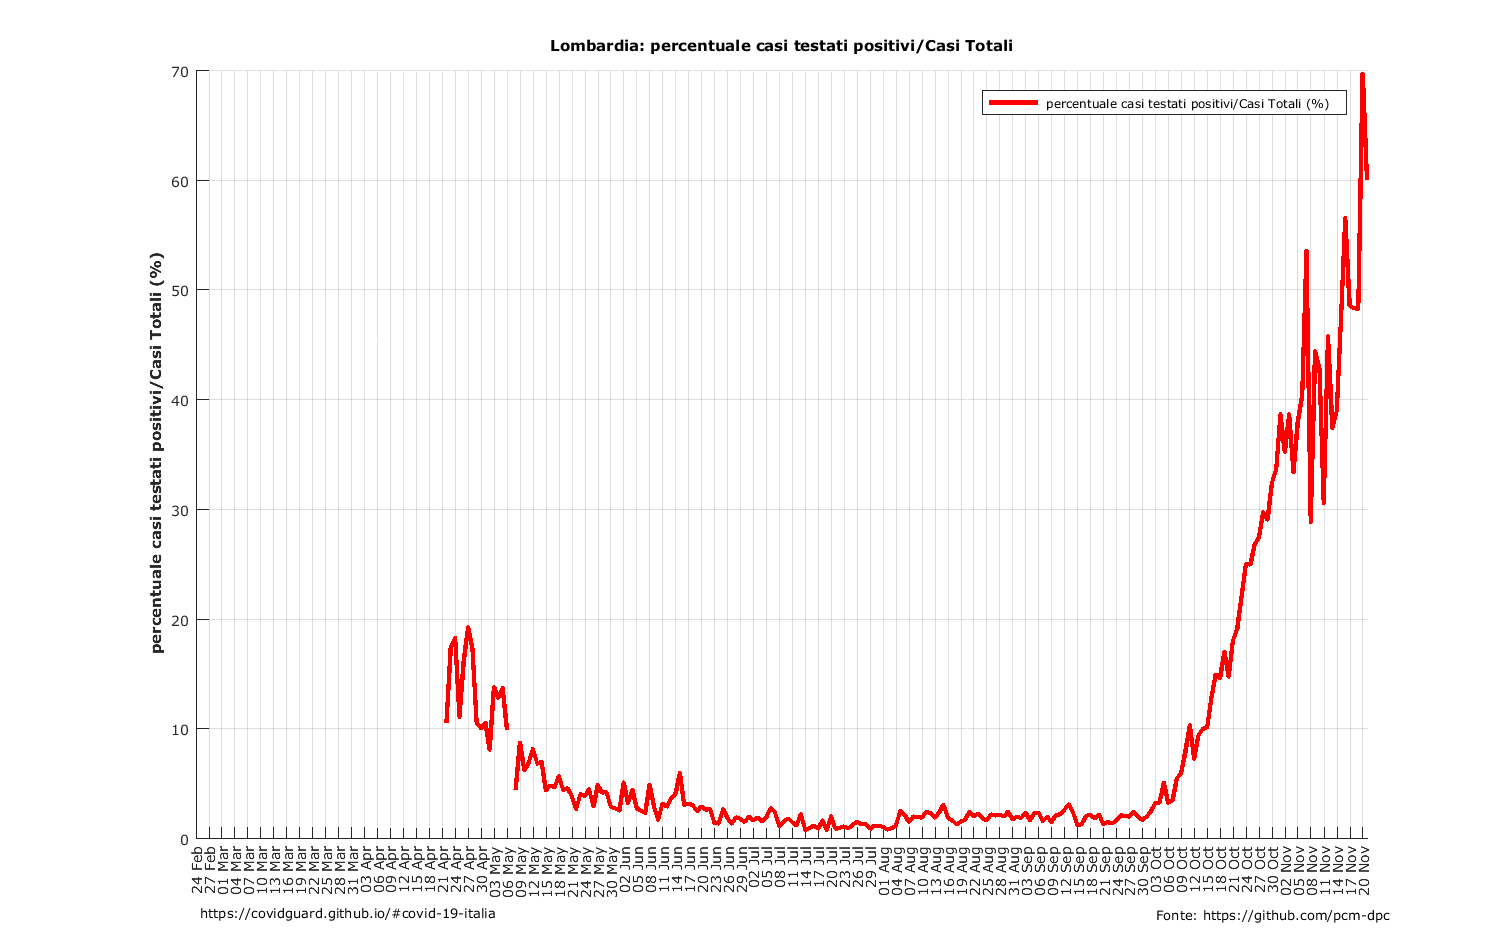 Lombardia: percentuale casi testati positivi/Casi Totali
percentuale casi testati positivi/Casi Totali (%)
percentuale casi testati positivi/Casi Totali (%)
70
60
50
40
30
20
10
0
24 Feb
27 Feb
01 Mar
04 Mar
07 Mar
10 Mar
13 Mar
16 Mar
19 Mar
22 Mar
25 Mar
28 Mar
31 Mar
03 Apr
06 Apr
09 Apr
12 Apr
15 Apr
18 Apr
21 Apr
24 Apr
27 Apr
30 Apr
03 May
06 May
09 May
12 May
15 May
18 May
21 May
24 May
27 May
30 May
02 Jun
05 Jun
08 Jun
11 Jun
14 Jun
17 Jun
20 Jun
23 Jun
26 Jun
29 Jun
02 Jul
05 Jul
08 Jul
11 Jul
14 Jul
17 Jul
20 Jul
23 Jul
26 Jul
29 Jul
01 Aug
04 Aug
07 Aug
10 Aug
13 Aug
16 Aug
19 Aug
22 Aug
25 Aug
28 Aug
31 Aug
03 Sep
06 Sep
09 Sep
12 Sep
15 Sep
18 Sep
21 Sep
24 Sep
27 Sep
30 Sep
03 Oct
06 Oct
09 Oct
12 Oct
15 Oct
18 Oct
21 Oct
24 Oct
27 Oct
30 Oct
02 Nov
05 Nov
08 Nov
11 Nov
14 Nov
17 Nov
20 Nov
https://covidguard.github.io/#covid-19-italia
Fonte: https://github.com/pcm-dpc